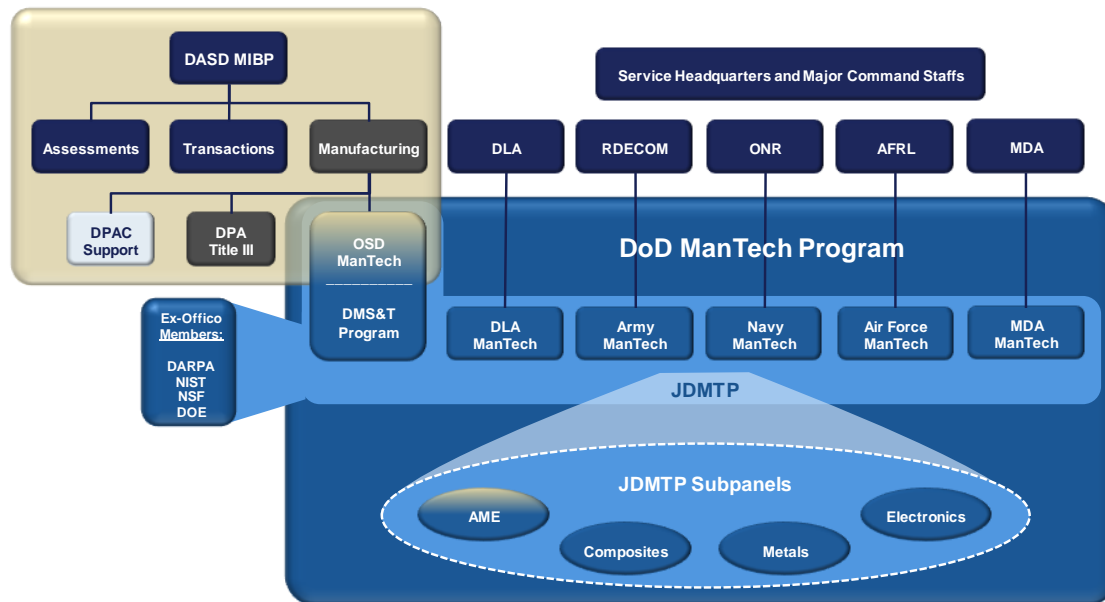 DASD MIBP
Service Headquarters and Major Command Staffs
Assessments
Transactions
Manufacturing
DLA
RDECOM
ONR
AFRL
MDA
DPAC
Support
DPA
Title III
OSD
ManTech
DMS&T
Program
DoD ManTech Program
Ex-Offico
Members:
DARPA
NIST
NSF
DOE
DLA
ManTech
Army
ManTech
Navy
ManTech
Air Force
ManTech
MDA
ManTech
JDMTP
JDMTP Subpanels
AME
Composites
Metals
Electronics